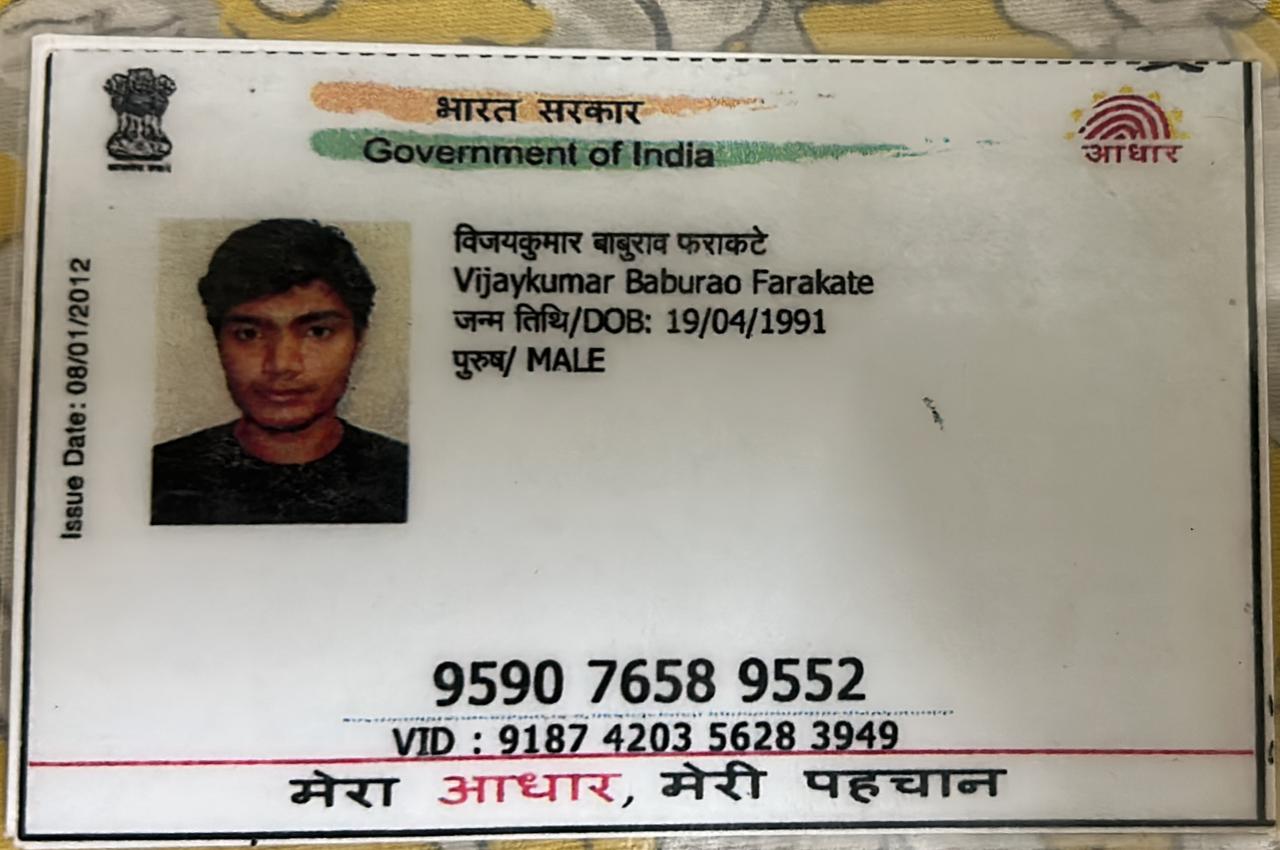 भारत सरकार
Government of India
आधार
Issue Date: 08/01/2012
विजयकुमार बाबुराव फराकटे
Vijaykumar Baburao Farakate
जन्म तिथि/DOB: 19/04/1991
पुरुष/ MALE
9590 7658 9552
VID : 9187 4203 5628 3949
मेरा आधार, मेरी पहचान